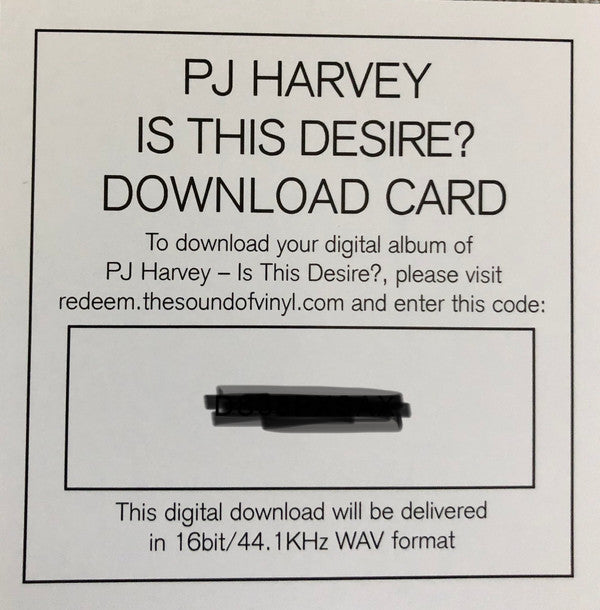 PJ HARVEY
IS THIS DESIRE?
DOWNLOAD CARD
To download your digital album of
PJ Harvey – Is This Desire?, please visit
redeem.thesoundofvinyl.com and enter this code:
This digital download will be delivered
in 16bit/44.1KHz WAV format